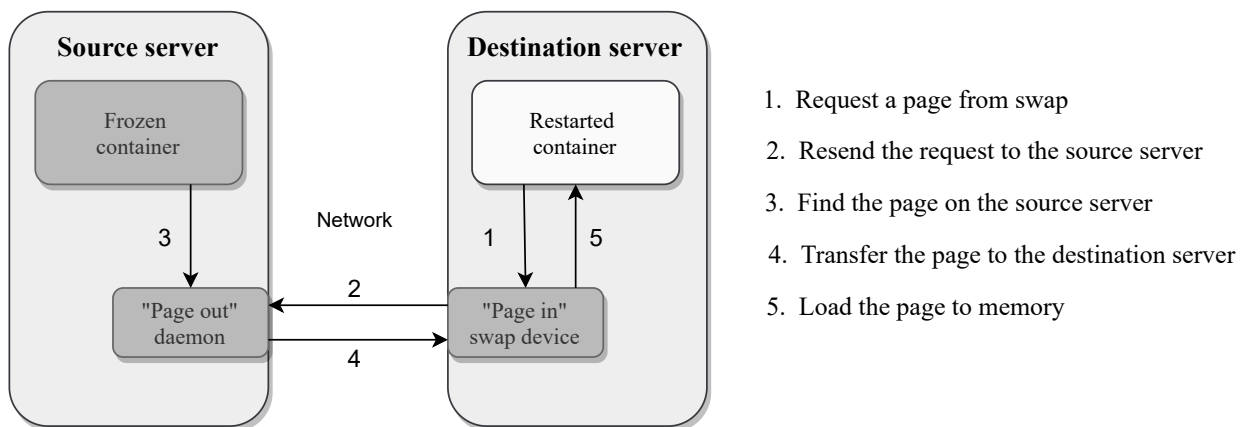 Source server
Frozen
container
3
"Page out"
daemon
Network
2
4
Destination server
Restarted
container
1
5
"Page in"
swap device
1. Request a page from swap
2. Resend the request to the source server
3. Find the page on the source server
4. Transfer the page to the destination server
5. Load the page to memory